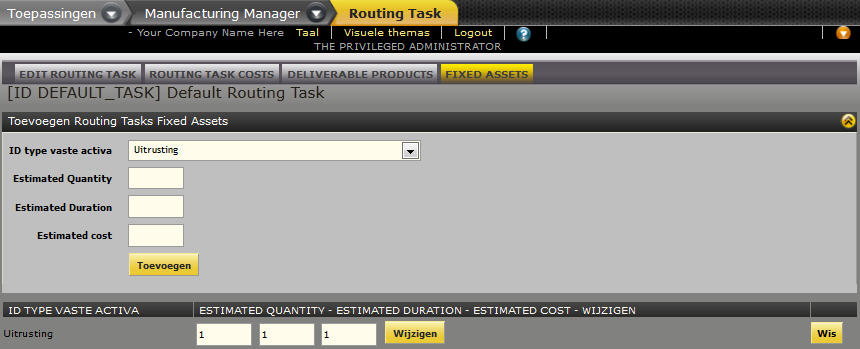 Toepassingen Manufacturing Manager Routing Task
- Your Company Name Here Taal Visuele themas Logout ?
THE PRIVILEGED ADMINISTRATOR
EDIT ROUTING TASK ROUTING TASK COSTS DELIVERABLE PRODUCTS FIXED ASSETS
[ID DEFAULT_TASK] Default Routing Task
Toevoegen Routing Tasks Fixed Assets
ID type vaste activa Uitrusting
Estimated Quantity
Estimated Duration
Estimated cost
Toevoegen
ID TYPE VASTE ACTIVA ESTIMATED QUANTITY - ESTIMATED DURATION - ESTIMATED COST - WIJZIGEN
Uitrusting 1 1 1 Wijzigen Wis